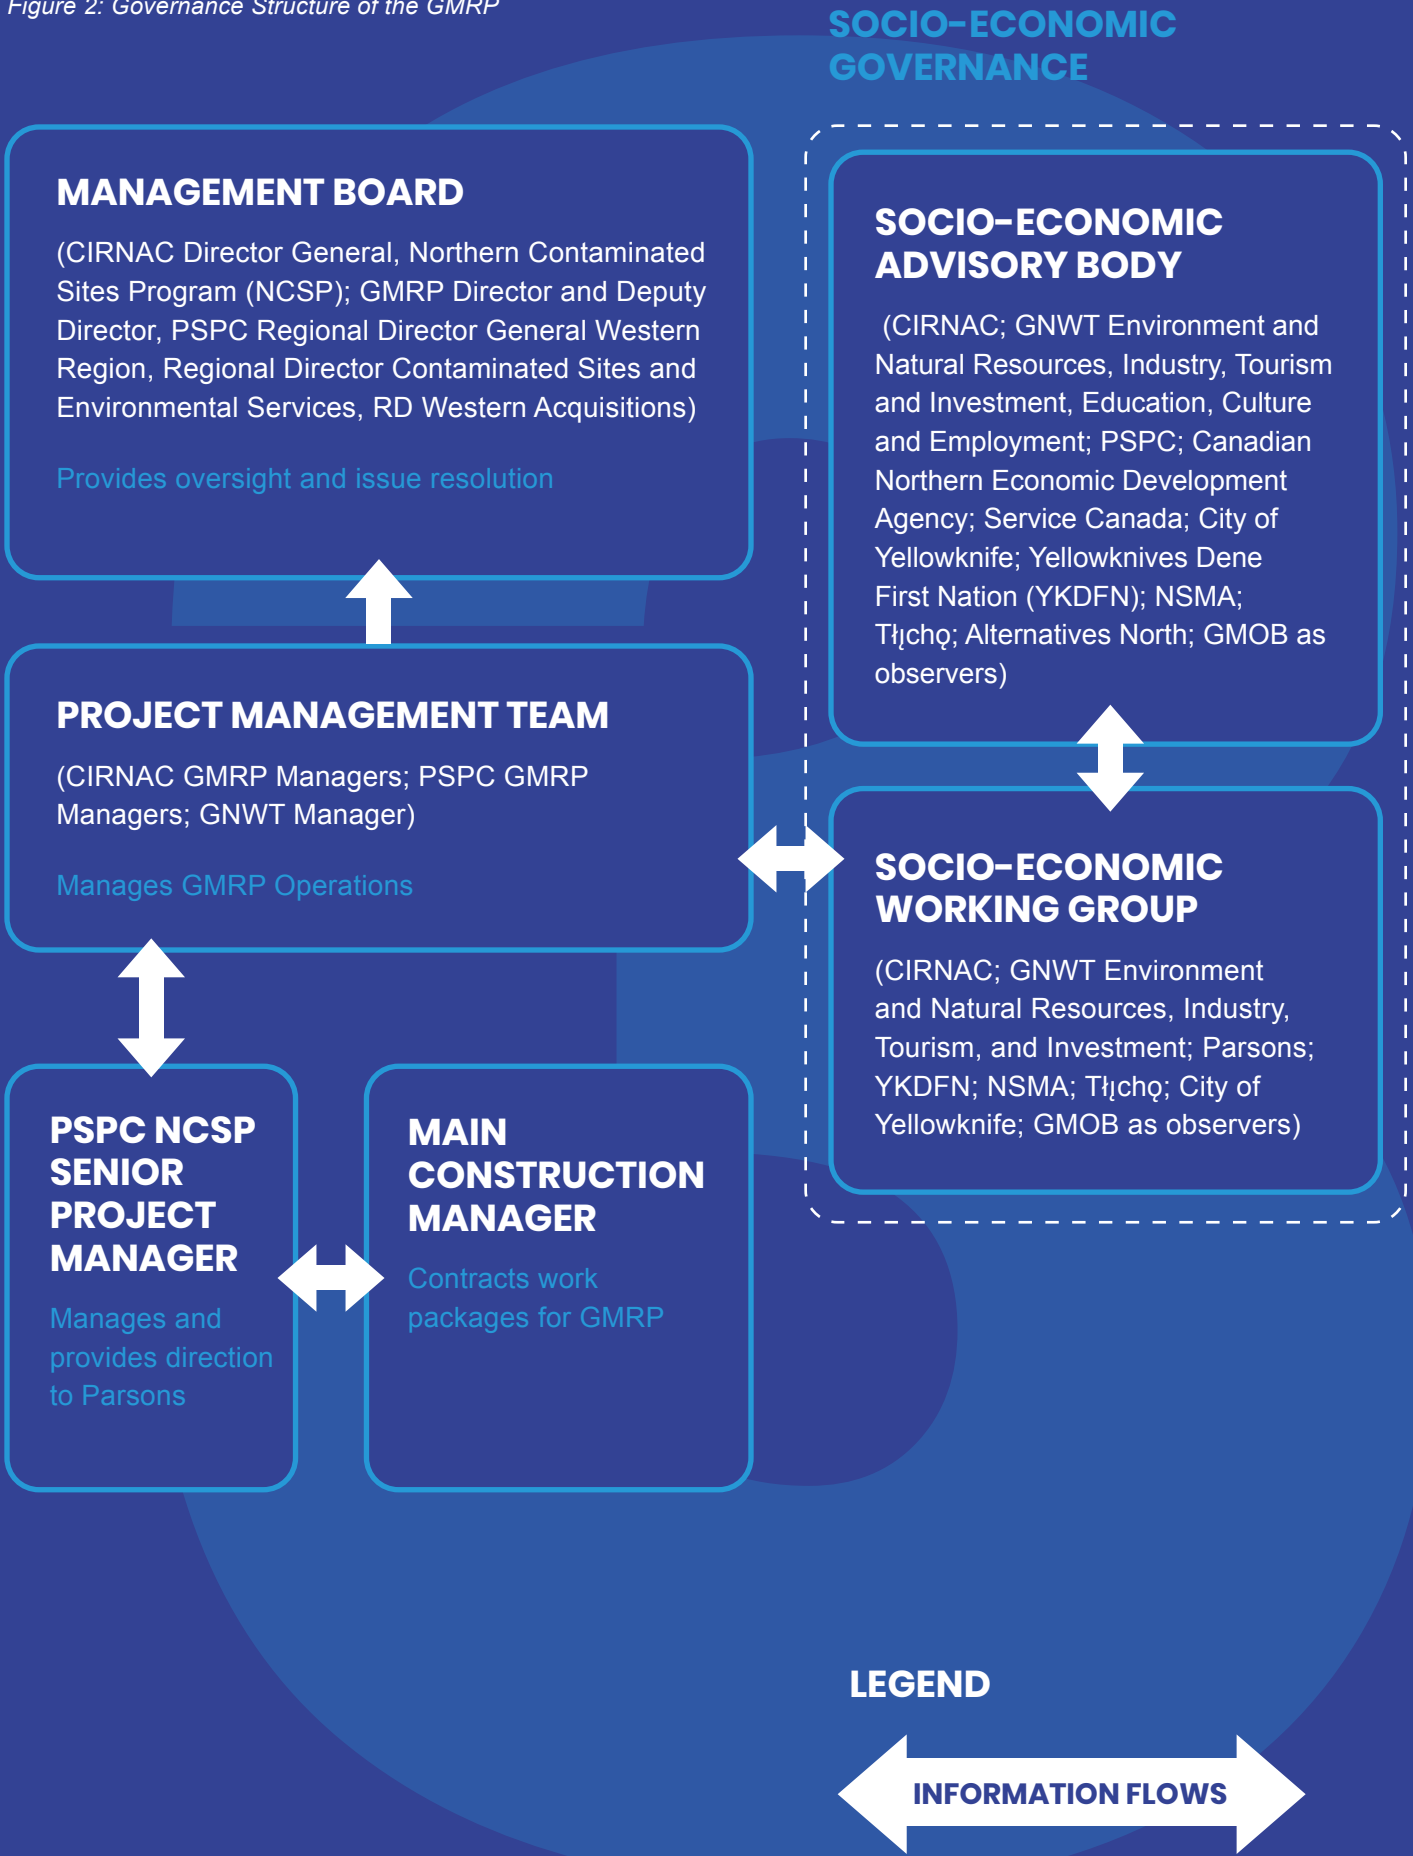 Figure 2: Governance Structure of the GMRP
SOCIO-ECONOMIC
GOVERNANCE
MANAGEMENT BOARD
(CIRNAC Director General, Northern Contaminated
Sites Program (NCSP); GMRP Director and Deputy
Director, PSPC Regional Director General Western
Region, Regional Director Contaminated Sites and
Environmental Services, RD Western Acquisitions)
Provides oversight and issue resolution
PROJECT MANAGEMENT TEAM
(CIRNAC GMRP Managers; PSPC GMRP
Managers; GNWT Manager)
Manages GMRP Operations
PSPC NCSP
SENIOR
PROJECT
MANAGER
Manages and
provides direction
to Parsons
MAIN
CONSTRUCTION
MANAGER
Contracts work
packages for GMRP
SOCIO-ECONOMIC
ADVISORY BODY
(CIRNAC; GNWT Environment and
Natural Resources, Industry, Tourism
and Investment, Education, Culture
and Employment; PSPC; Canadian
Northern Economic Development
Agency; Service Canada; City of
Yellowknife; Yellowknives Dene
First Nation (YKDFN); NSMA;
Tłı̨chǫ; Alternatives North; GMOB as
observers)
SOCIO-ECONOMIC
WORKING GROUP
(CIRNAC; GNWT Environment
and Natural Resources, Industry,
Tourism, and Investment; Parsons;
YKDFN; NSMA; Tłı̨chǫ; City of
Yellowknife; GMOB as observers)
LEGEND
INFORMATION FLOWS